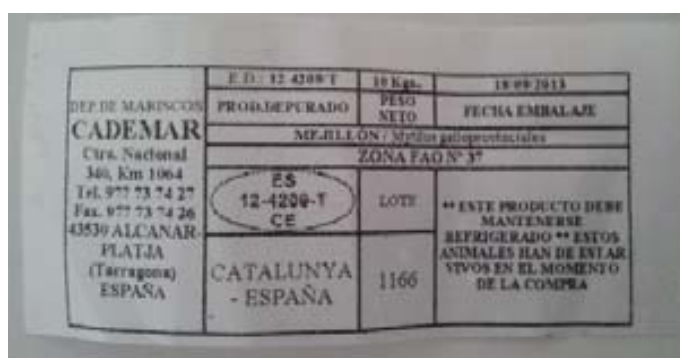 DEP. DE MARISCOS
CADEMAR
Ctra. Nacional
340, Km 1064
Tel. 977 73 74 27
Fax. 977 73 74 26
43530 ALCANAR-
PLATJA
(Tarragona)
ESPAÑA
E.D.: 12-4209/T
10 Kgs.
18/09/2013
PROD.DEPURADO
PESO
NETO
FECHA EMBALAJE
MEJILLÓN / Mytilus galloprovincialis
ZONA FAO Nº 37
ES
12-4209-T
CE
LOTE
** ESTE PRODUCTO DEBE
MANTENERSE
REFRIGERADO ** ESTOS
ANIMALES HAN DE ESTAR
VIVOS EN EL MOMENTO
DE LA COMPRA
CATALUNYA
- ESPAÑA
1166